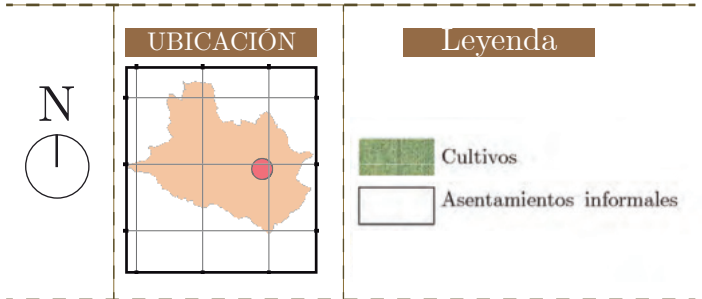 N
UBICACIÓN
Leyenda
Cultivos
Asentamientos informales